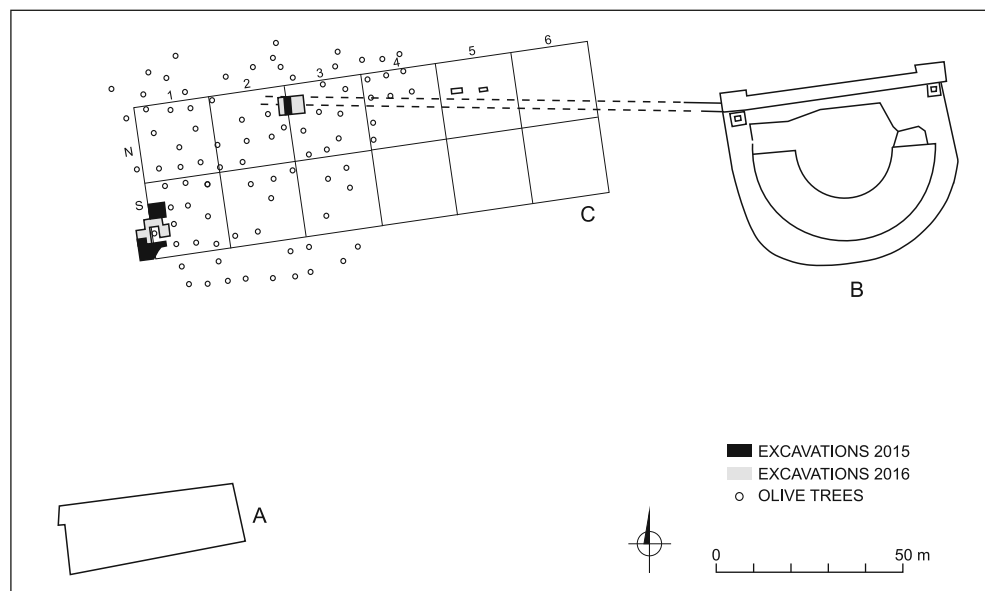 1 2 3 4 5 6
N
S
C
B
A
EXCAVATIONS 2015
EXCAVATIONS 2016
OLIVE TREES
0 50 m